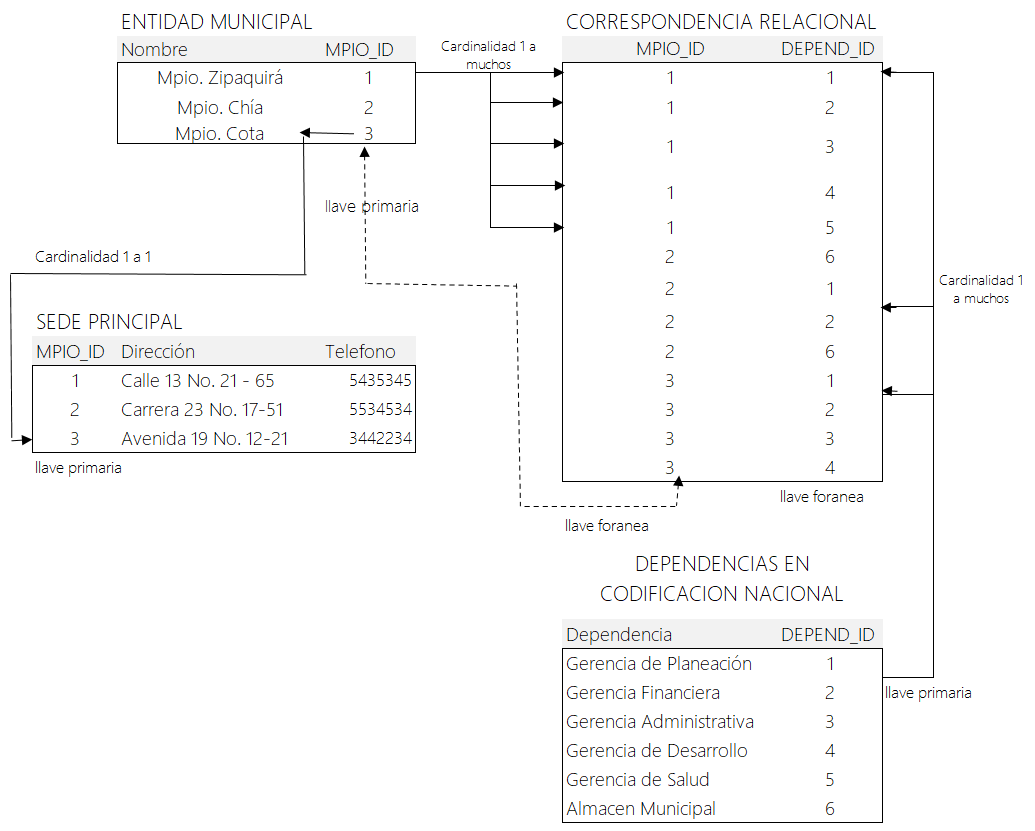 ENTIDAD MUNICIPAL
Nombre MPIO_ID
Mpio. Zipaquirá 1
Mpio. Chía 2
Mpio. Cota 3
llave primaria
Cardinalidad 1 a
muchos
CORRESPONDENCIA RELACIONAL
MPIO_ID DEPEND_ID
1 1
1 2
1 3
1 4
1 5
2 6
2 1
2 2
2 6
3 1
3 2
3 3
3 4
llave foranea
llave foranea
Cardinalidad 1
a muchos
Cardinalidad 1 a 1
SEDE PRINCIPAL
MPIO_ID Dirección Telefono
1 Calle 13 No. 21 - 65 5435345
2 Carrera 23 No. 17-51 5534534
3 Avenida 19 No. 12-21 3442234
llave primaria
DEPENDENCIAS EN
CODIFICACION NACIONAL
Dependencia DEPEND_ID
Gerencia de Planeación 1
Gerencia Financiera 2
Gerencia Administrativa 3
Gerencia de Desarrollo 4
Gerencia de Salud 5
Almacen Municipal 6
llave primaria